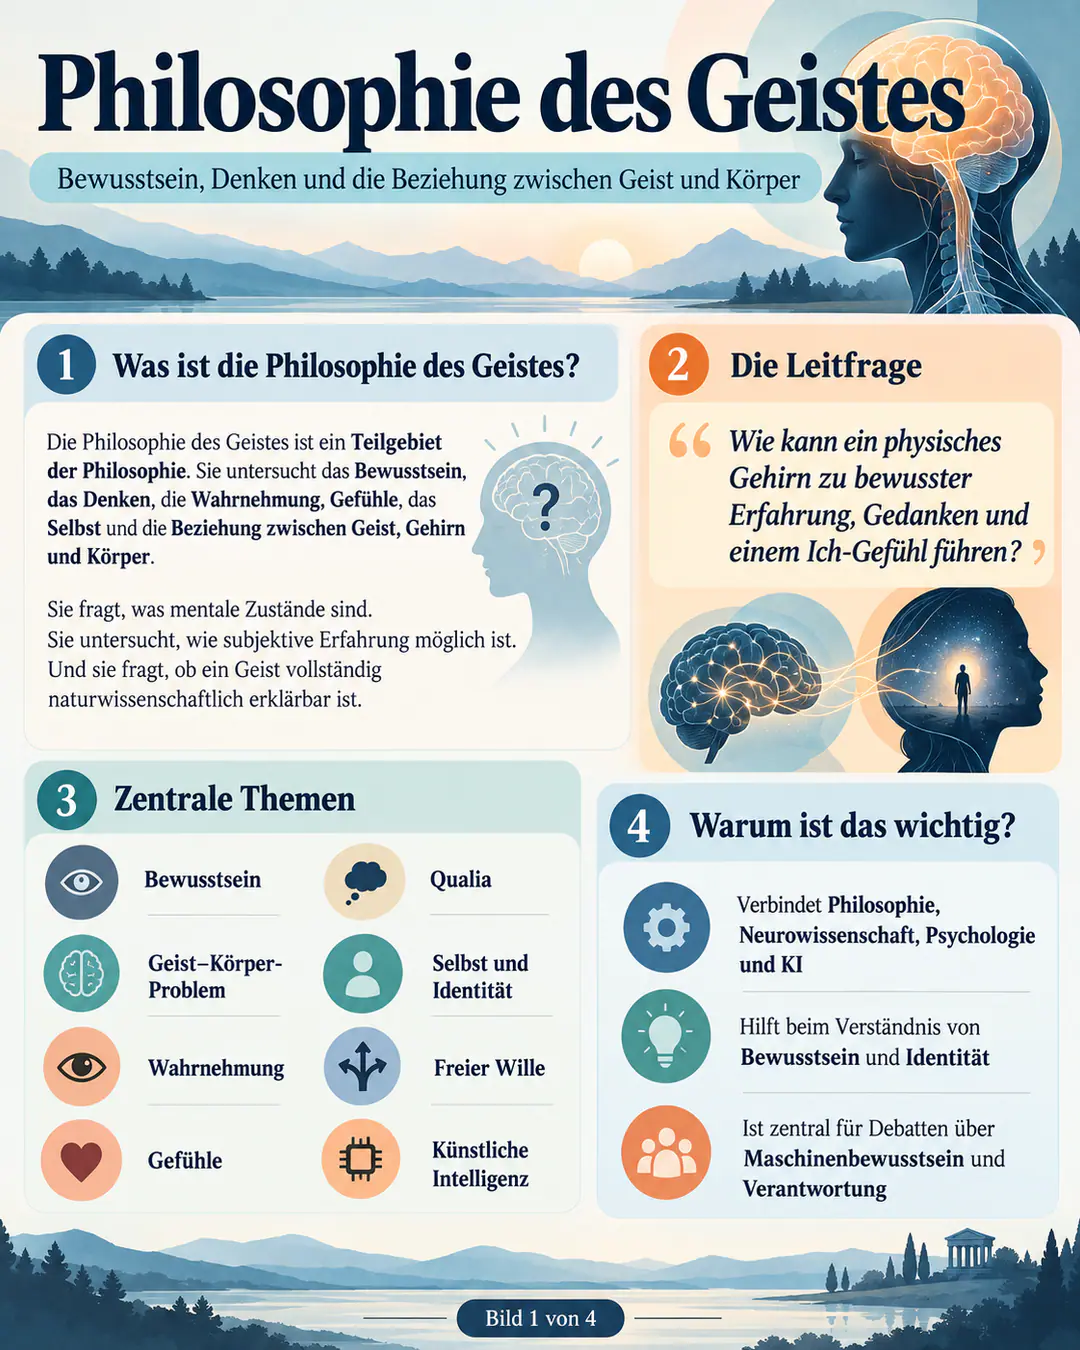 Philosophie des Geistes
Bewusstsein, Denken und die Beziehung zwischen Geist und Körper
1
Was ist die Philosophie des Geistes?
Die Philosophie des Geistes ist ein Teilgebiet
der Philosophie. Sie untersucht das Bewusstsein,
das Denken, die Wahrnehmung, Gefühle, das
Selbst und die Beziehung zwischen Geist, Gehirn
und Körper.
?
Sie fragt, was mentale Zustände sind.
Sie untersucht, wie subjektive Erfahrung möglich ist.
Und sie fragt, ob ein Geist vollständig
naturwissenschaftlich erklärbar ist.
2
Die Leitfrage
“Wie kann ein physisches
Gehirn zu bewusster
Erfahrung, Gedanken und
einem Ich-Gefühl führen?’
3
Zentrale Themen
Bewusstsein
Geist–Körper-
Problem
Wahrnehmung
Gefühle
Qualia
Selbst und
Identität
Freier Wille
Künstliche
Intelligenz
4
Warum ist das wichtig?
Verbindet Philosophie,
Neurowissenschaft, Psychologie
und KI
Hilft beim Verständnis von
Bewusstsein und Identität
Ist zentral für Debatten über
Maschinenbewusstsein und
Verantwortung
Bild 1 von 4